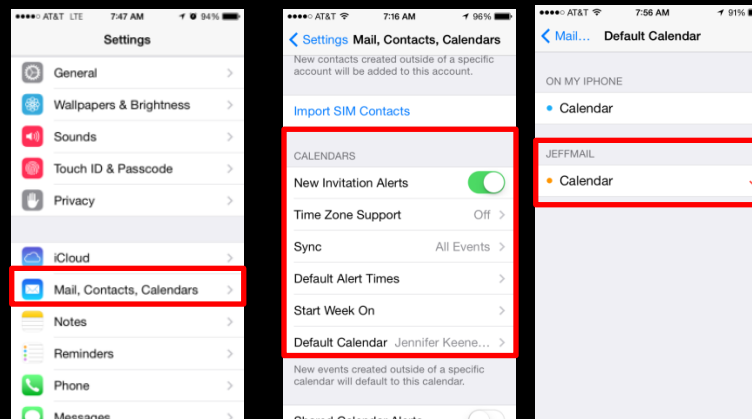 AT&T LTE 7:47 AM 94%
Settings
General
Wallpapers & Brightness
Sounds
Touch ID & Passcode
Privacy
iCloud
Mail, Contacts, Calendars
Notes
Reminders
Phone
Messages
AT&T 7:16 AM 96%
Settings Mail, Contacts, Calendars
New contacts created outside of a specific
account will be added to this account.
Import SIM Contacts
CALENDARS
New Invitation Alerts
Time Zone Support Off
Sync All Events
Default Alert Times
Start Week On
Default Calendar Jennifer Keene...
New events created outside of a specific
calendar will default to this calendar.
Shared Calendar Alerts
AT&T 7:56 AM 91%
Mail... Default Calendar
ON MY IPHONE
Calendar
JEFFMAIL
Calendar